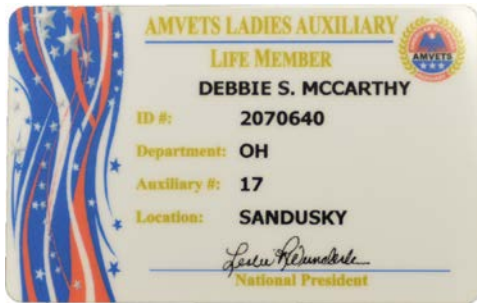 AMVETS LADIES AUXILIARY
LIFE MEMBER
AMVETS
DEBBIE S. MCCARTHY
ID #: 2070640
Department: OH
Auxiliary #: 17
Location: SANDUSKY
National President